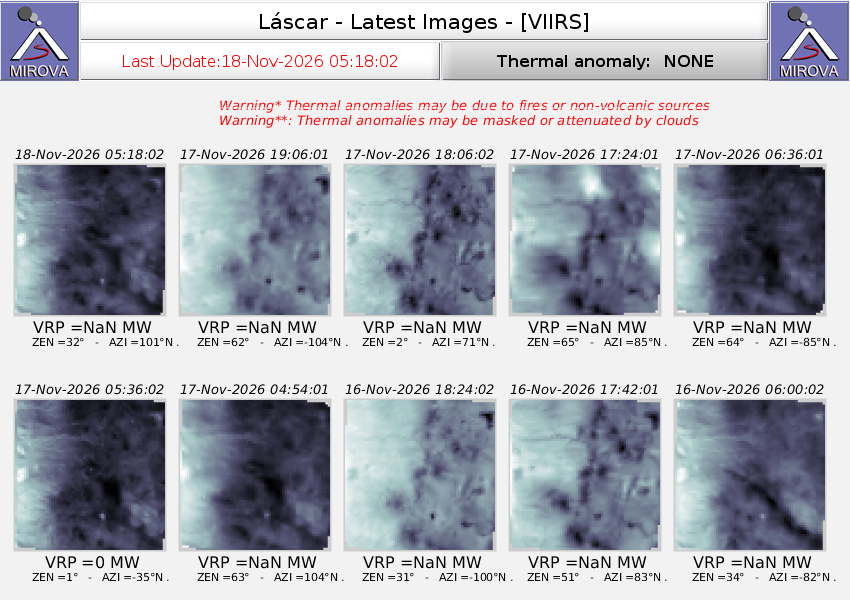 MIROVA
Láscar - Latest Images - [VIIRS]
MIROVA
Last Update:18-Nov-2026 05:18:02
Thermal anomaly: NONE
Warning* Thermal anomalies may be due to fires or non-volcanic sources
Warning**: Thermal anomalies may be masked or attenuated by clouds
18-Nov-2026 05:18:02 17-Nov-2026 19:06:01 17-Nov-2026 18:06:02 17-Nov-2026 17:24:01 17-Nov-2026 06:36:01
VRP =NaN MW VRP =NaN MW VRP =NaN MW VRP =NaN MW VRP =NaN MW
ZEN =32° - AZI =101°N . ZEN =62° - AZI =-104°N . ZEN =2° - AZI =71°N . ZEN =65° - AZI =85°N . ZEN =64° - AZI =-85°N .
17-Nov-2026 05:36:02 17-Nov-2026 04:54:01 16-Nov-2026 18:24:02 16-Nov-2026 17:42:01 16-Nov-2026 06:00:02
VRP =0 MW VRP =NaN MW VRP =NaN MW VRP =NaN MW VRP =NaN MW
ZEN =1° - AZI =-35°N . ZEN =63° - AZI =104°N . ZEN =31° - AZI =-100°N . ZEN =51° - AZI =83°N . ZEN =34° - AZI =-82°N .